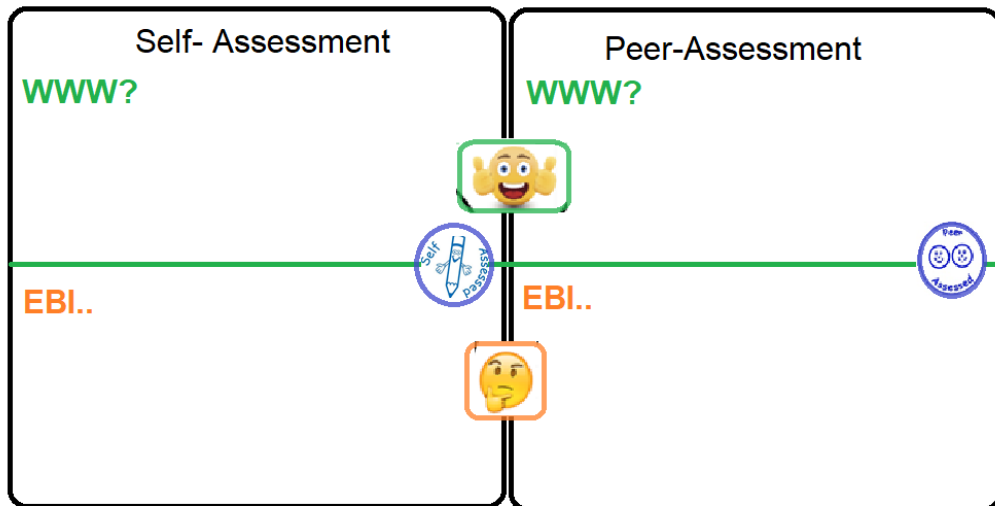 Self- Assessment
WWW?
Self Assessed
EBI..
Peer-Assessment
WWW?
Peer
Assessed
EBI..